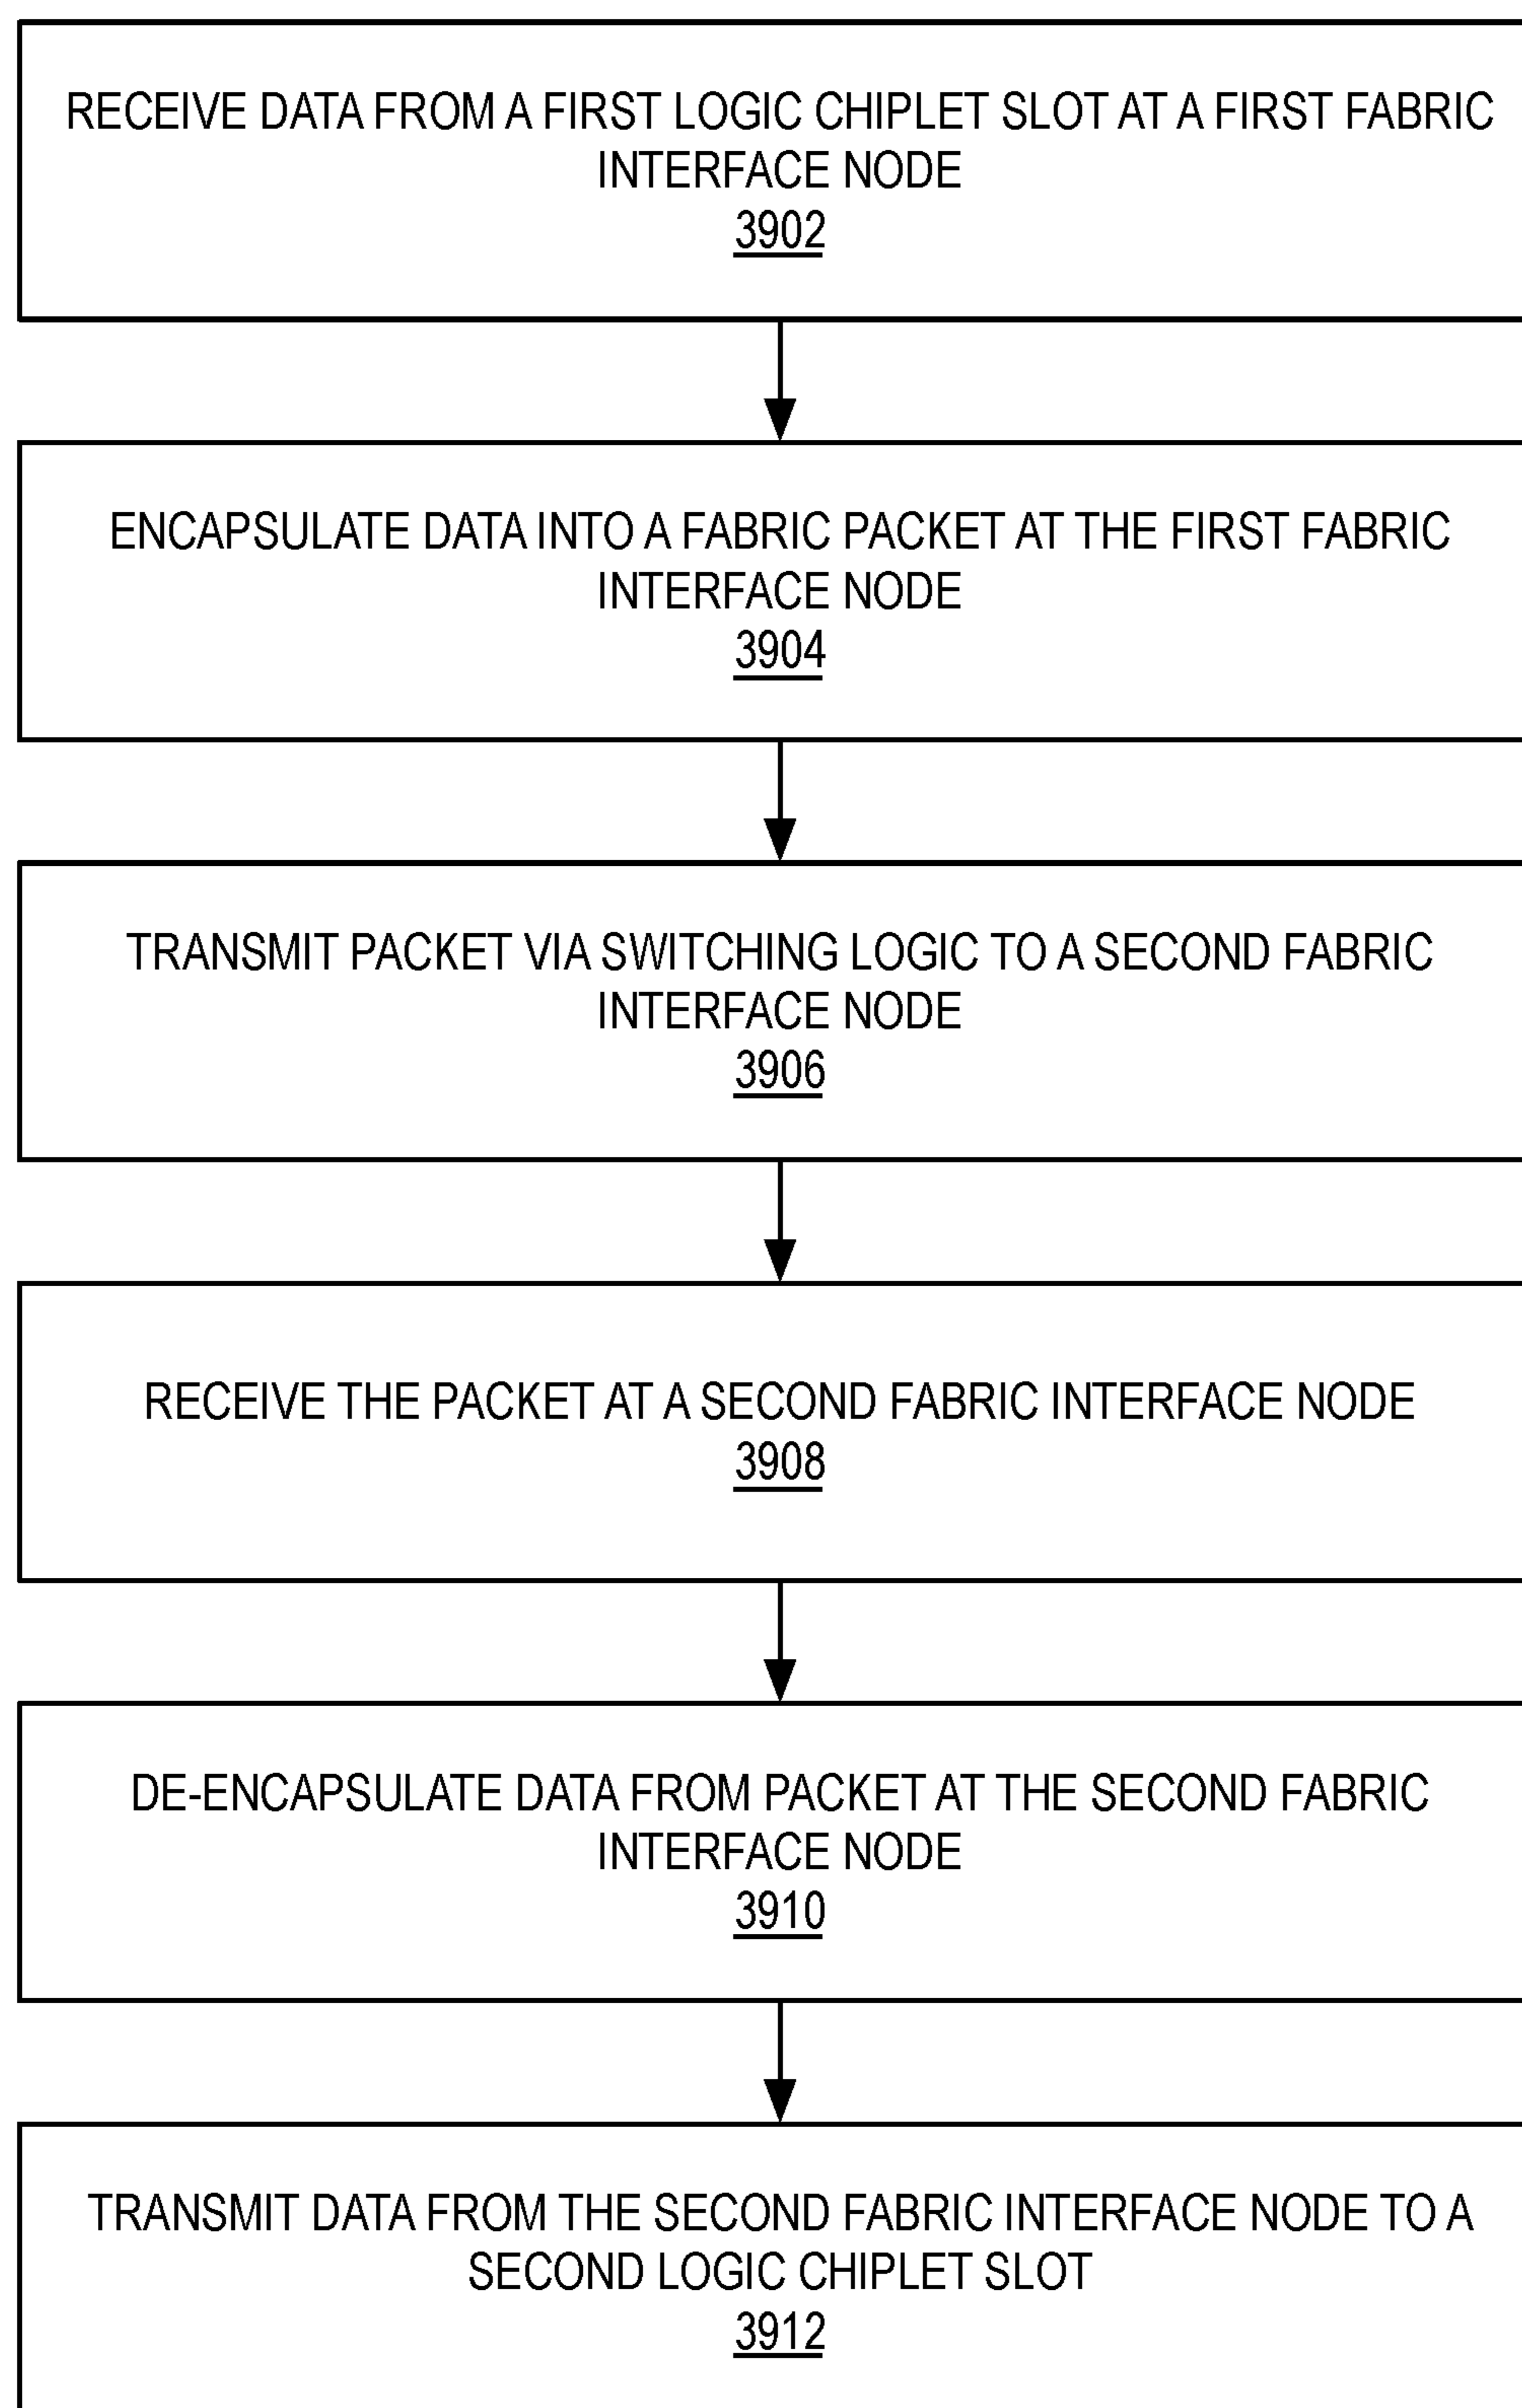 RECEIVE DATA FROM A FIRST LOGIC CHIPLET SLOT AT A FIRST FABRIC
INTERFACE NODE
3902
ENCAPSULATE DATA INTO A FABRIC PACKET AT THE FIRST FABRIC
INTERFACE NODE
3904
TRANSMIT PACKET VIA SWITCHING LOGIC TO A SECOND FABRIC
INTERFACE NODE
3906
RECEIVE THE PACKET AT A SECOND FABRIC INTERFACE NODE
3908
DE-ENCAPSULATE DATA FROM PACKET AT THE SECOND FABRIC
INTERFACE NODE
3910
TRANSMIT DATA FROM THE SECOND FABRIC INTERFACE NODE TO A
SECOND LOGIC CHIPLET SLOT
3912